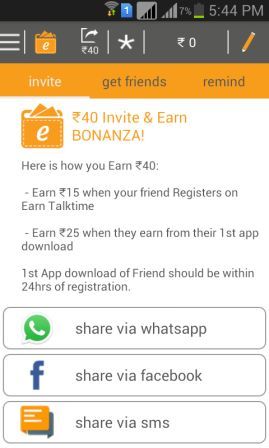 1 7% 5:44 PM
₹40 * ₹ 0
invite get friends remind
e ₹40 Invite & Earn
BONANZA!
Here is how you Earn ₹40:
- Earn ₹15 when your friend Registers on
Earn Talktime
- Earn ₹25 when they earn from their 1st app
download
1st App download of Friend should be within
24hrs of registration.
share via whatsapp
f share via facebook
share via sms